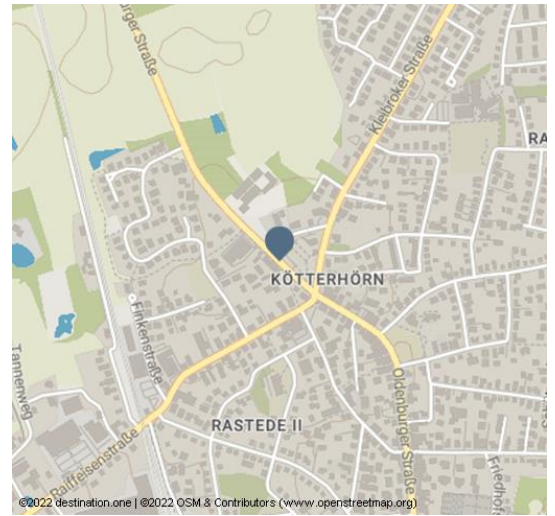 urger Straße
Kleibroker Straße
RA
KÖTTERHÖRN
Finkenstraße
Tannenweg
Oldenburger Straße
RASTEDE II
Raiffeisenstraße
Friedhof
©2022 destination.one | ©2022 OSM & Contributors (www.openstreetmap.org)